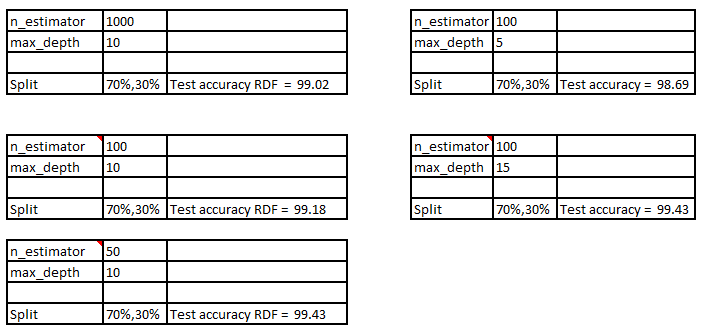 n_estimator 1000
max_depth 10
Split 70%,30% Test accuracy RDF = 99.02
n_estimator 100
max_depth 5
Split 70%,30% Test accuracy = 98.69
n_estimator 100
max_depth 10
Split 70%,30% Test accuracy RDF = 99.18
n_estimator 100
max_depth 15
Split 70%,30% Test accuracy = 99.43
n_estimator 50
max_depth 10
Split 70%,30% Test accuracy RDF = 99.43